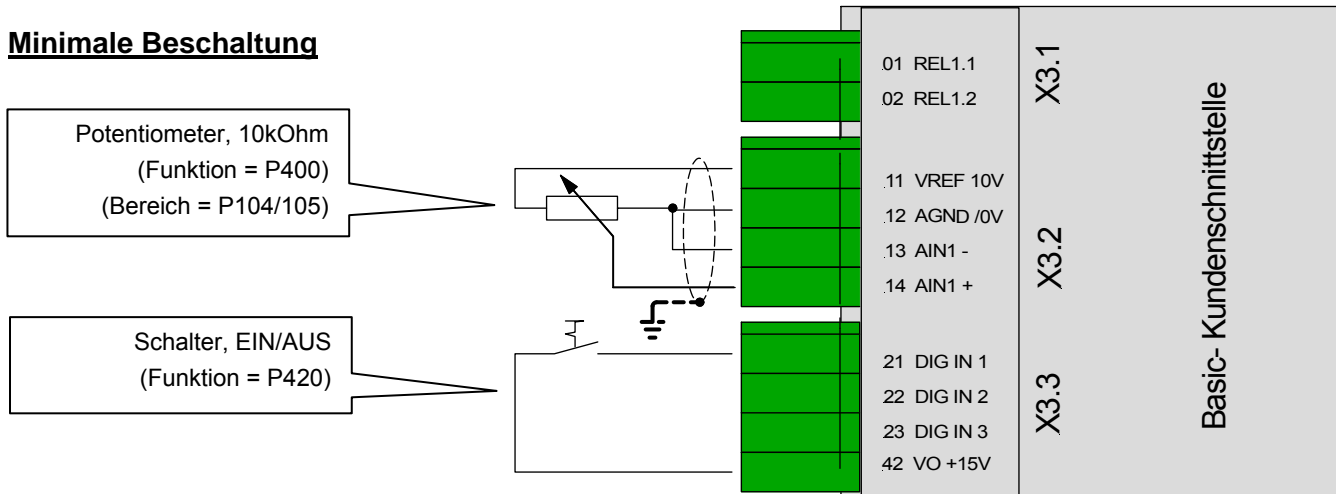 Minimale Beschaltung
Potentiometer, 10kOhm
(Funktion = P400)
(Bereich = P104/105)
Schalter, EIN/AUS
(Funktion = P420)
01 REL1.1
02 REL1.2
X3.1
11 VREF 10V
12 AGND /0V
13 AIN1 -
14 AIN1 +
X3.2
21 DIG IN 1
22 DIG IN 2
23 DIG IN 3
42 VO +15V
X3.3
Basic- Kundenschnittstelle